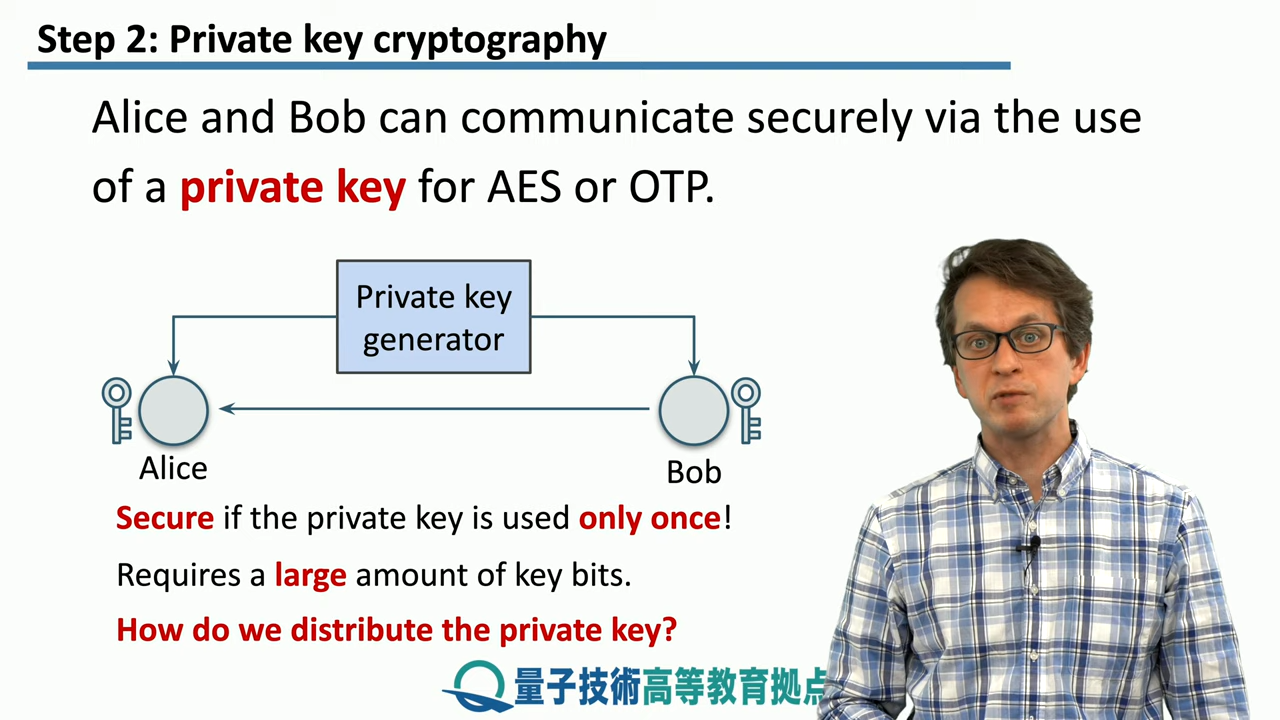 Step 2: Private key cryptography
Alice and Bob can communicate securely via the use
of a private key for AES or OTP.
Private key
generator
Alice
Bob
Secure if the private key is used only once!
Requires a large amount of key bits.
How do we distribute the private key?
量子技術高等教育拠点